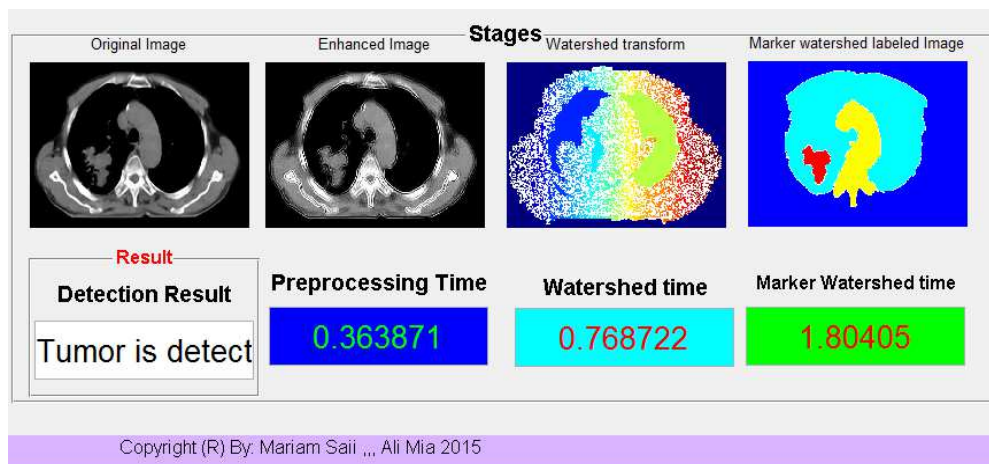 Stages
Original Image
Enhanced Image
Watershed transform
Marker watershed labeled Image
Result
Detection Result
Tumor is detect
Preprocessing Time
0.363871
Watershed time
0.768722
Marker Watershed time
1.80405
Copyright (R) By: Mariam Saii ,,, Ali Mia 2015